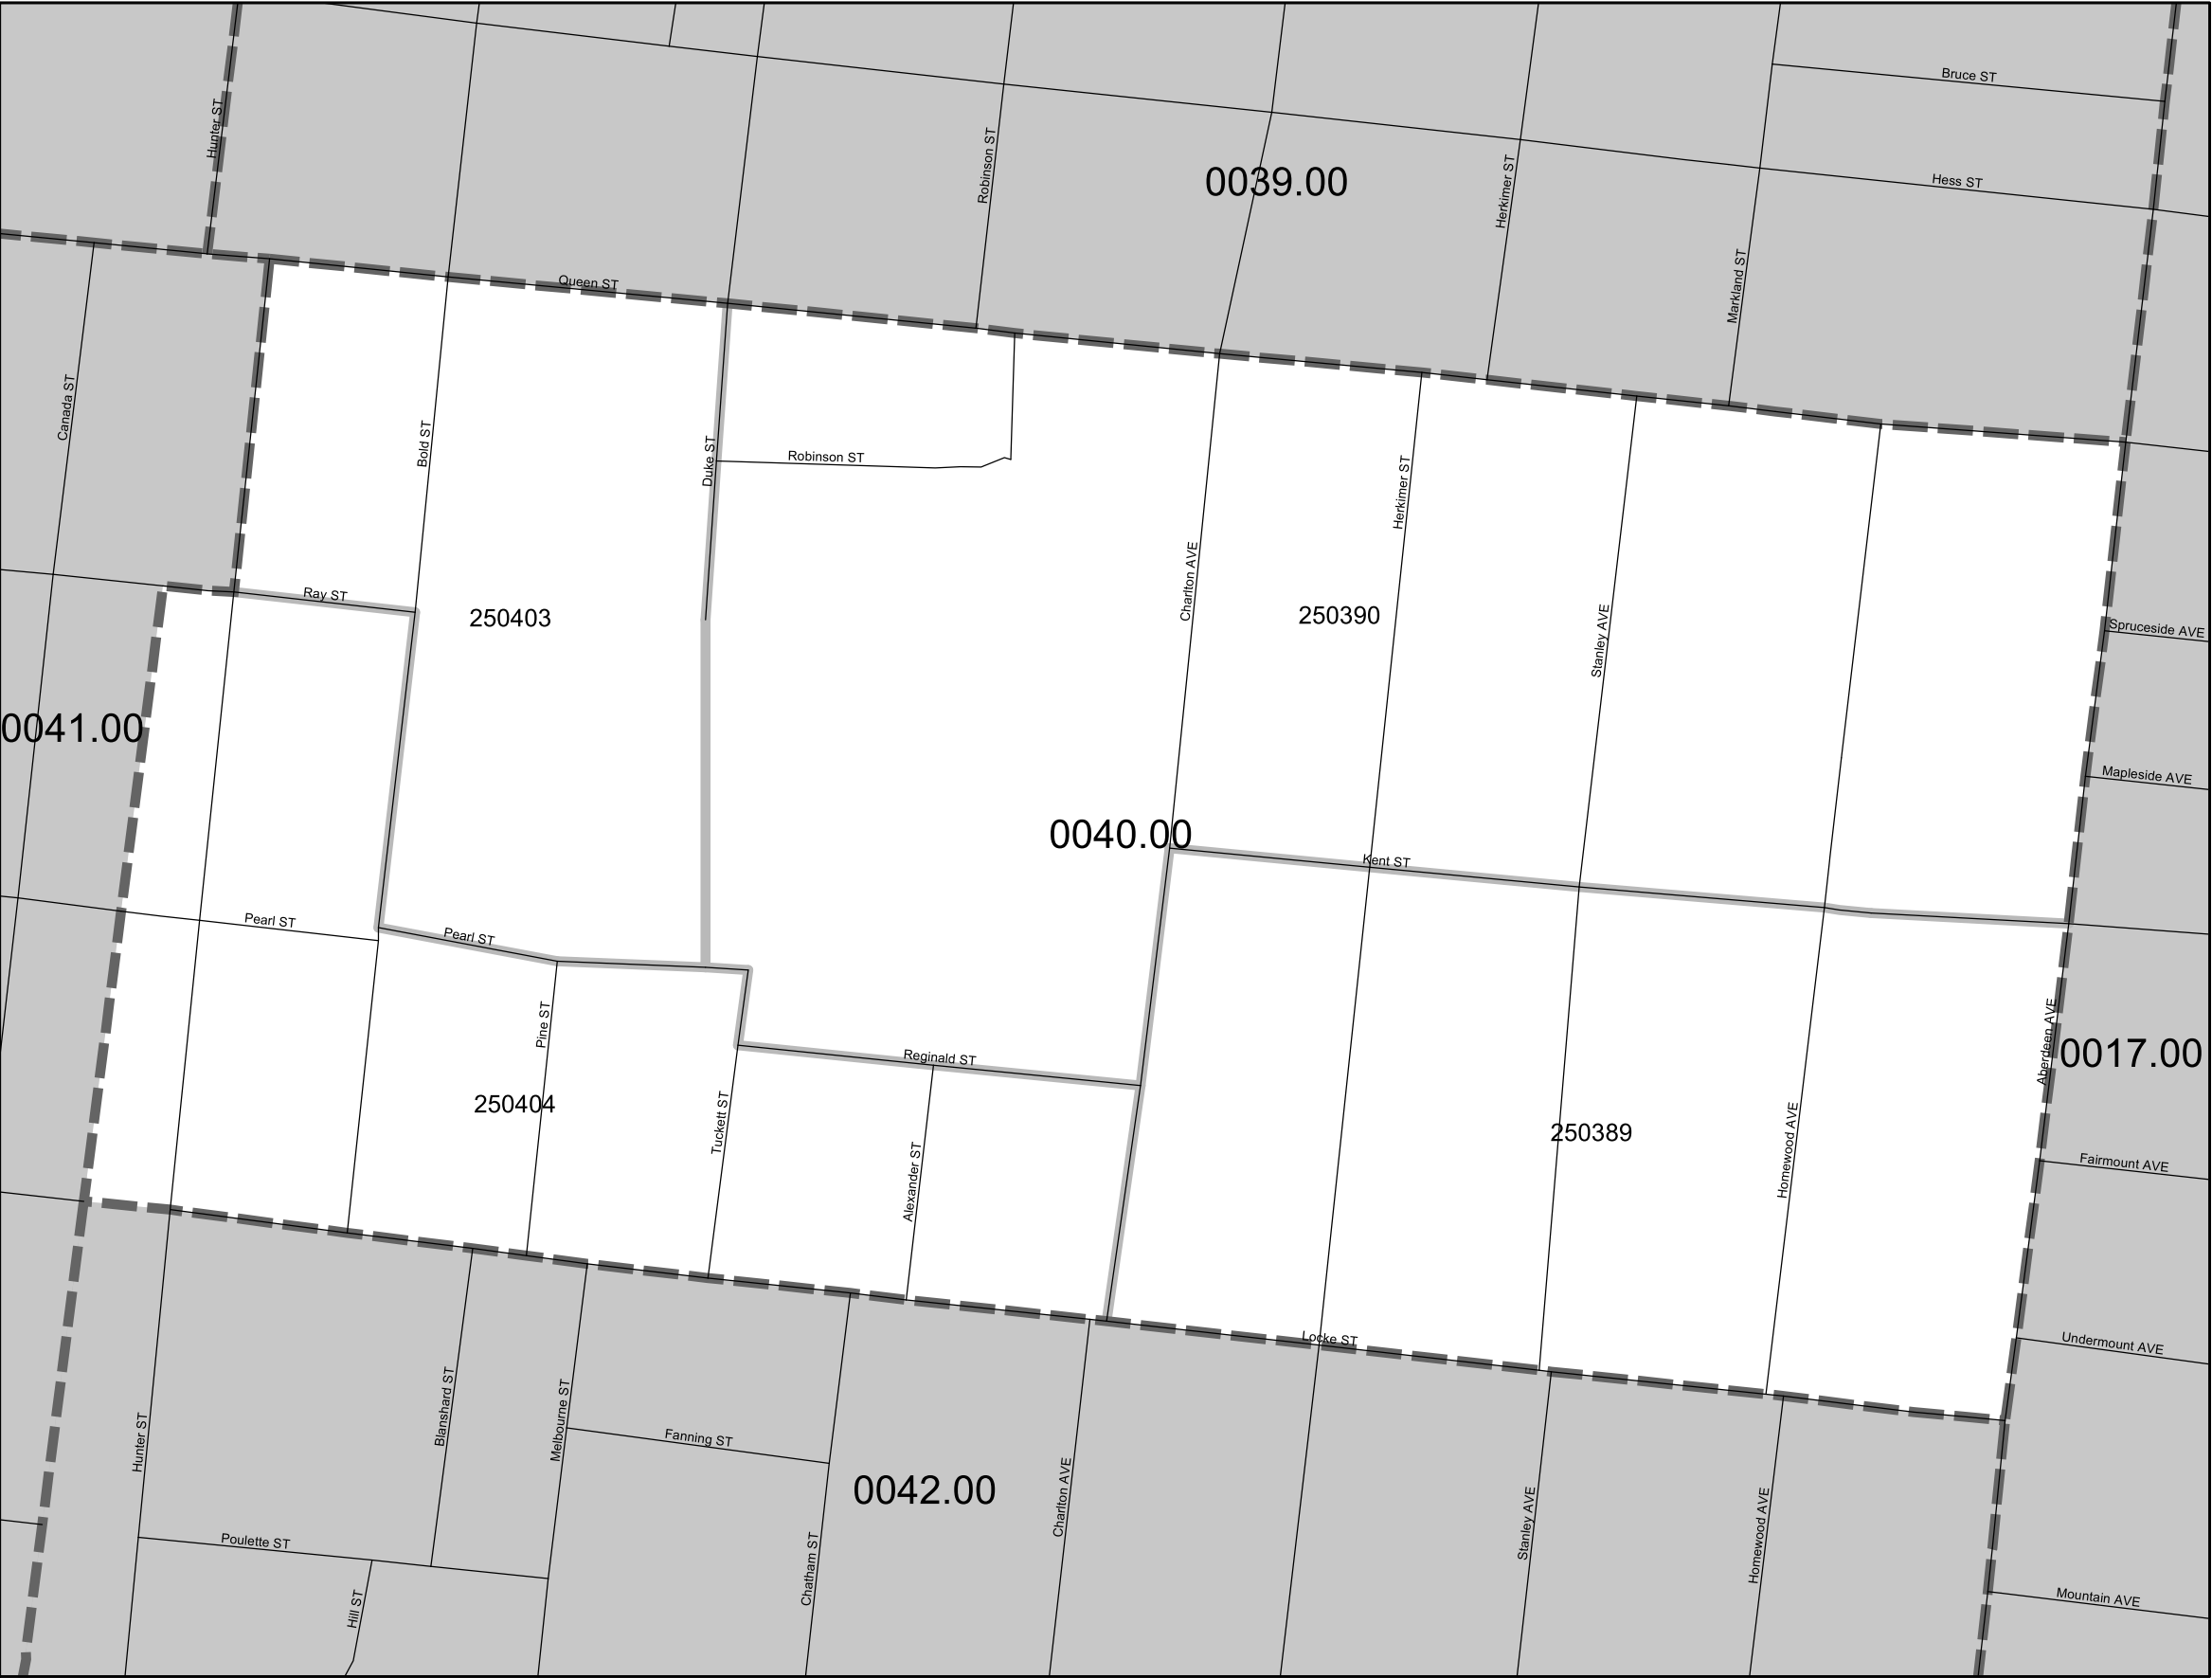 Bruce ST
Hunter ST
Robinson ST
0039.00
Herkimer ST
Hess ST
Markland ST
Queen ST
Canada ST
Bold ST
Duke ST
Robinson ST
Herkimer ST
Charlton AVE
Ray ST
250403
250390
Stanley AVE
Spruceside AVE
0041.00
Mapleside AVE
0040.00
Kent ST
Pearl ST
Pearl ST
Pine ST
Reginald ST
Aberdeen AVE
0017.00
250404
Tuckett ST
Alexander ST
250389
Homewood AVE
Fairmount AVE
Locke ST
Undermount AVE
Hunter ST
Blanshard ST
Melbourne ST
Fanning ST
0042.00
Charlton AVE
Stanley AVE
Homewood AVE
Poulette ST
Chatham ST
Hill ST
Mountain AVE